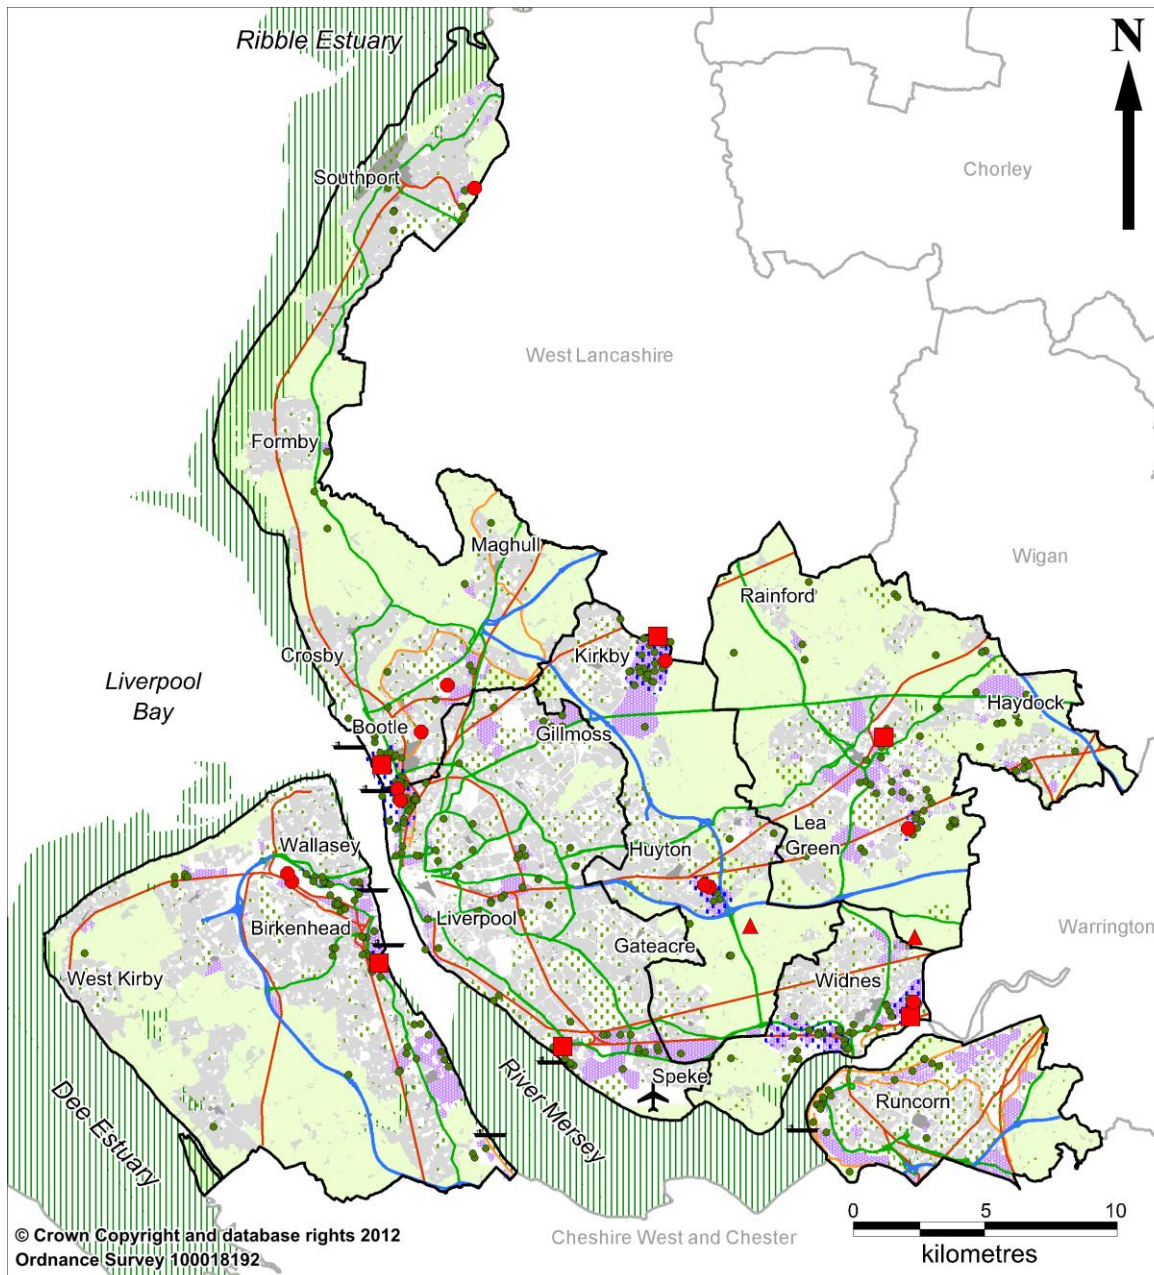 Ribble Estuary
N
Chorley
Southport
West Lancashire
Formby
Maghull
Wigan
Rainford
Crosby
Kirkby
Liverpool
Bay
Haydock
Bootle
Gillmoss
Lea
Green
Wallasey
Huyton
Liverpool
Birkenhead
Gateacre
Warrington
West Kirby
Widnes
Speke
River Mersey
Dee Estuary
Runcorn
0 5 10
kilometres
© Crown Copyright and database rights 2012
Ordnance Survey 100018192
Cheshire West and Chester